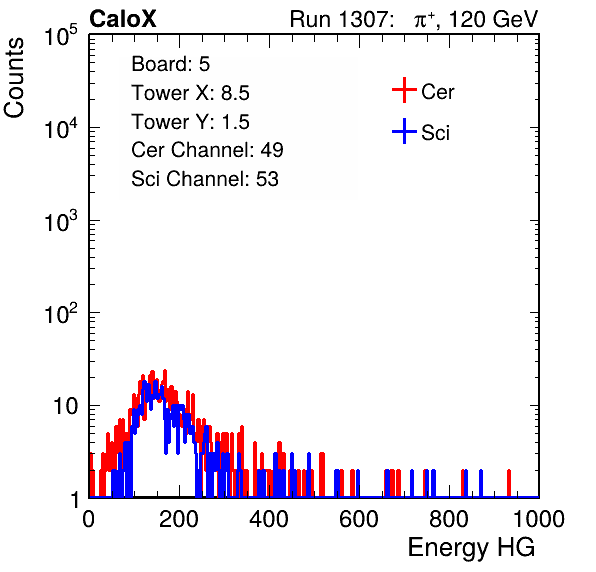 CaloX Run 1307: π⁺, 120 GeV
Counts
10⁵
10⁴
10³
10²
10
1
Board: 5
Tower X: 8.5
Tower Y: 1.5
Cer Channel: 49
Sci Channel: 53
Cer
Sci
0 200 400 600 800 1000
Energy HG